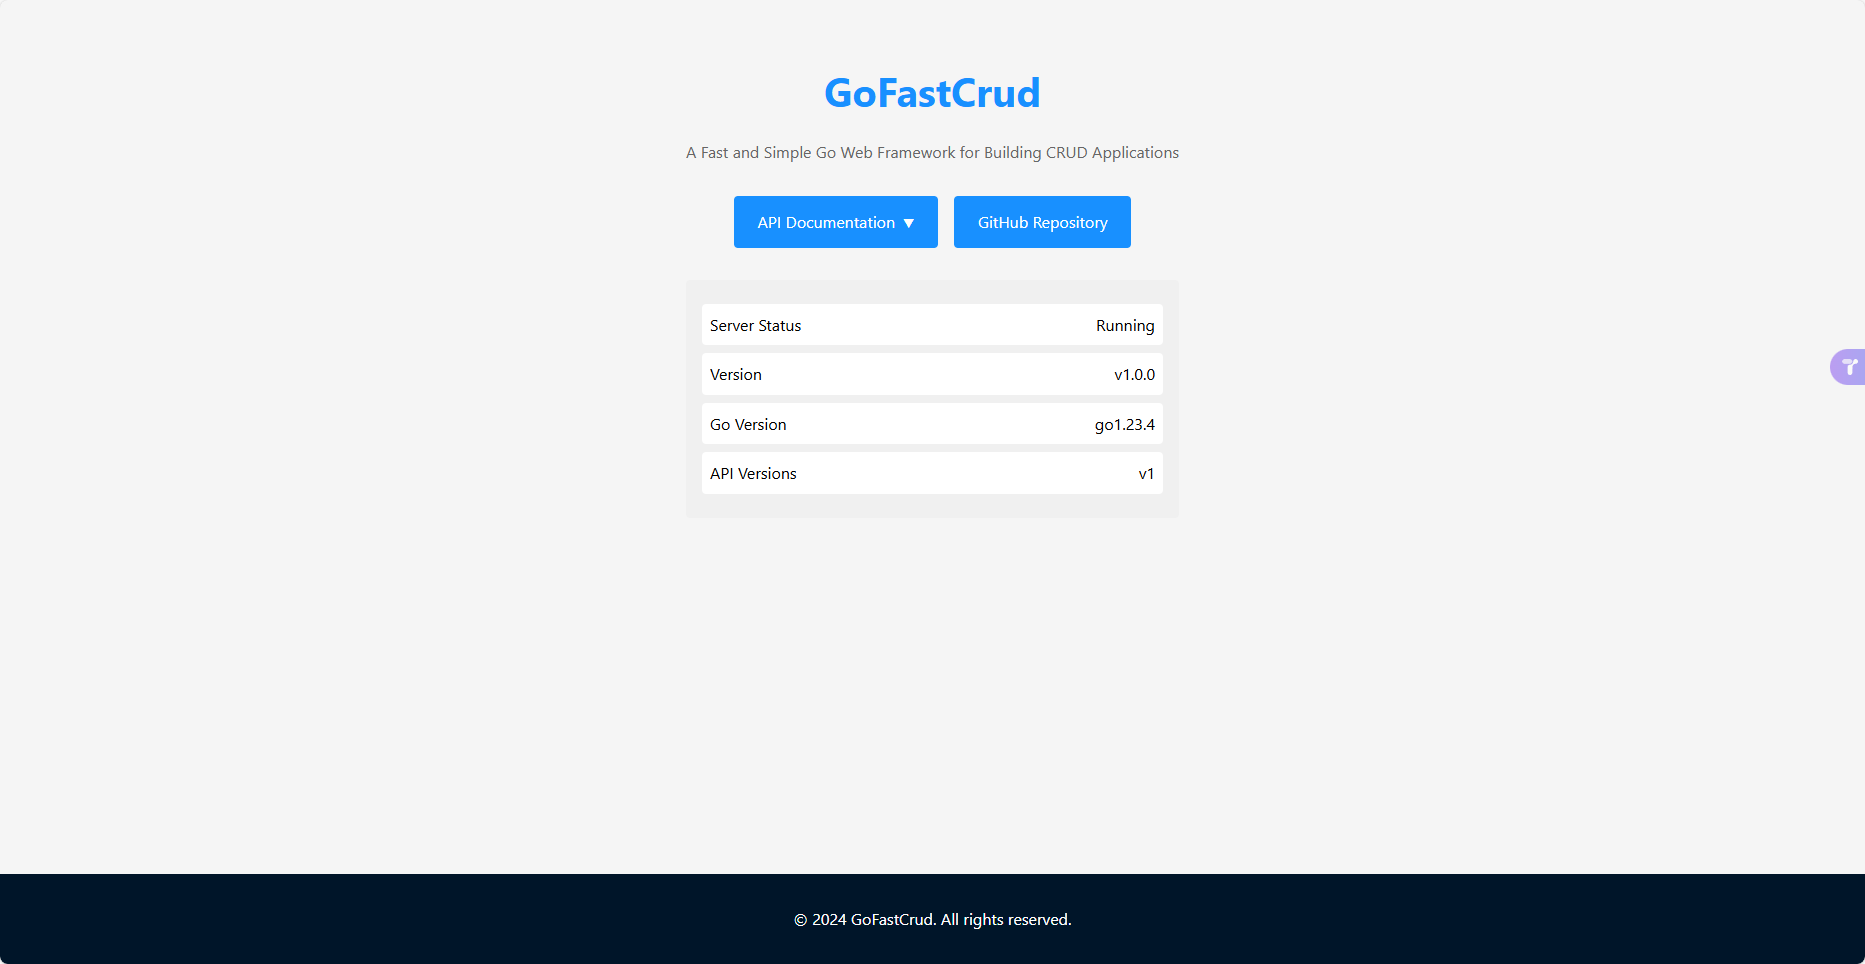 GoFastCrud
A Fast and Simple Go Web Framework for Building CRUD Applications
API Documentation ▼ GitHub Repository
Server Status Running
Version v1.0.0
Go Version go1.23.4
API Versions v1
© 2024 GoFastCrud. All rights reserved.